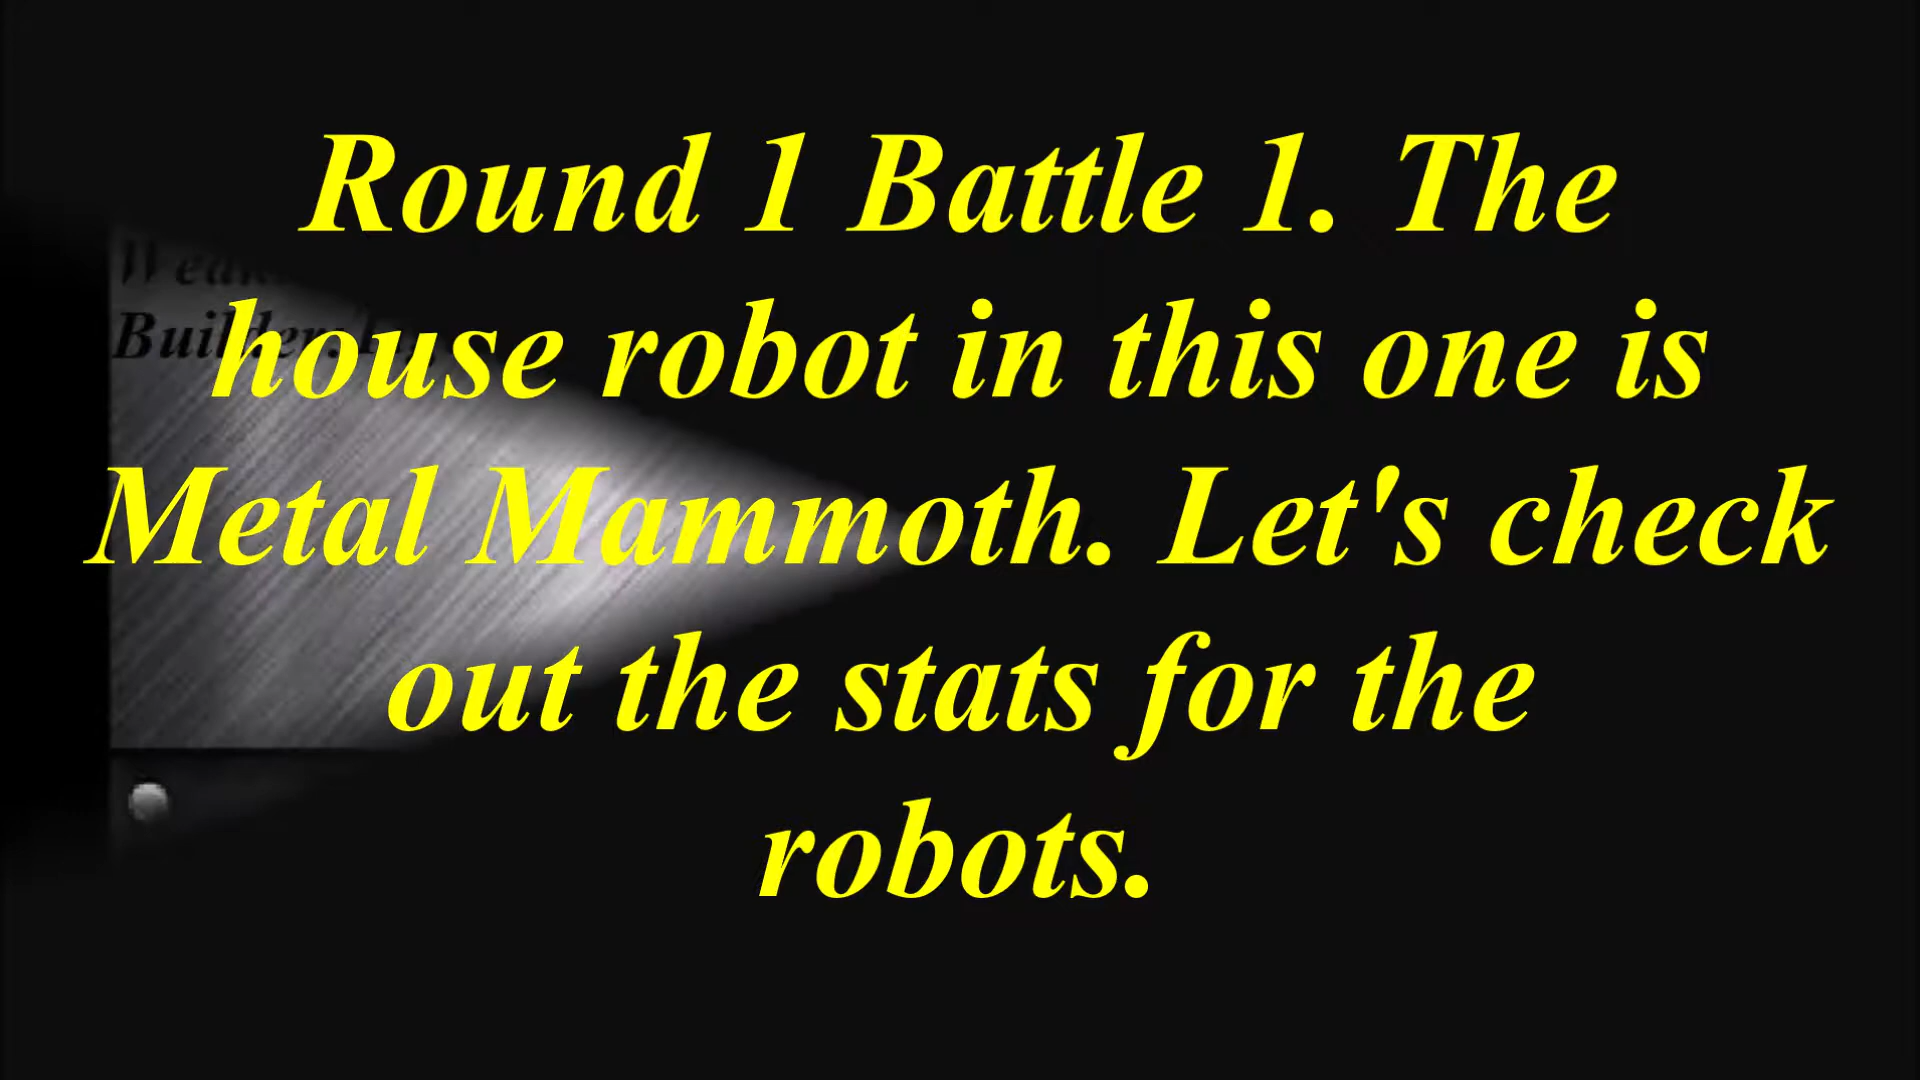 Round 1 Battle 1. The
house robot in this one is
Metal Mammoth. Let's check
out the stats for the
robots.